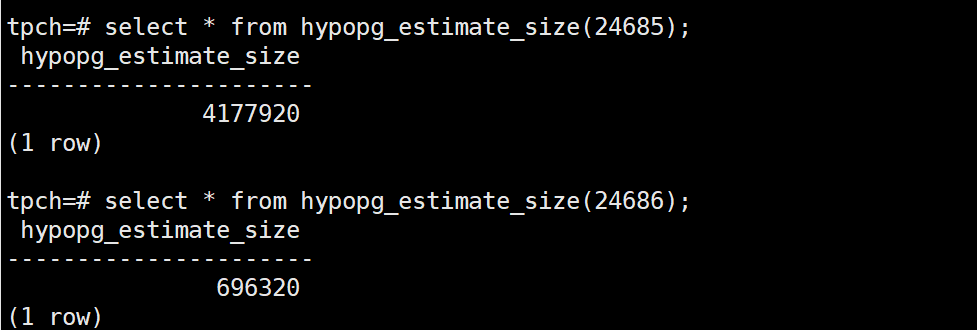 tpch=# select * from hypopg_estimate_size(24685);
 hypopg_estimate_size
----------------------
              4177920
(1 row)

tpch=# select * from hypopg_estimate_size(24686);
 hypopg_estimate_size
----------------------
               696320
(1 row)